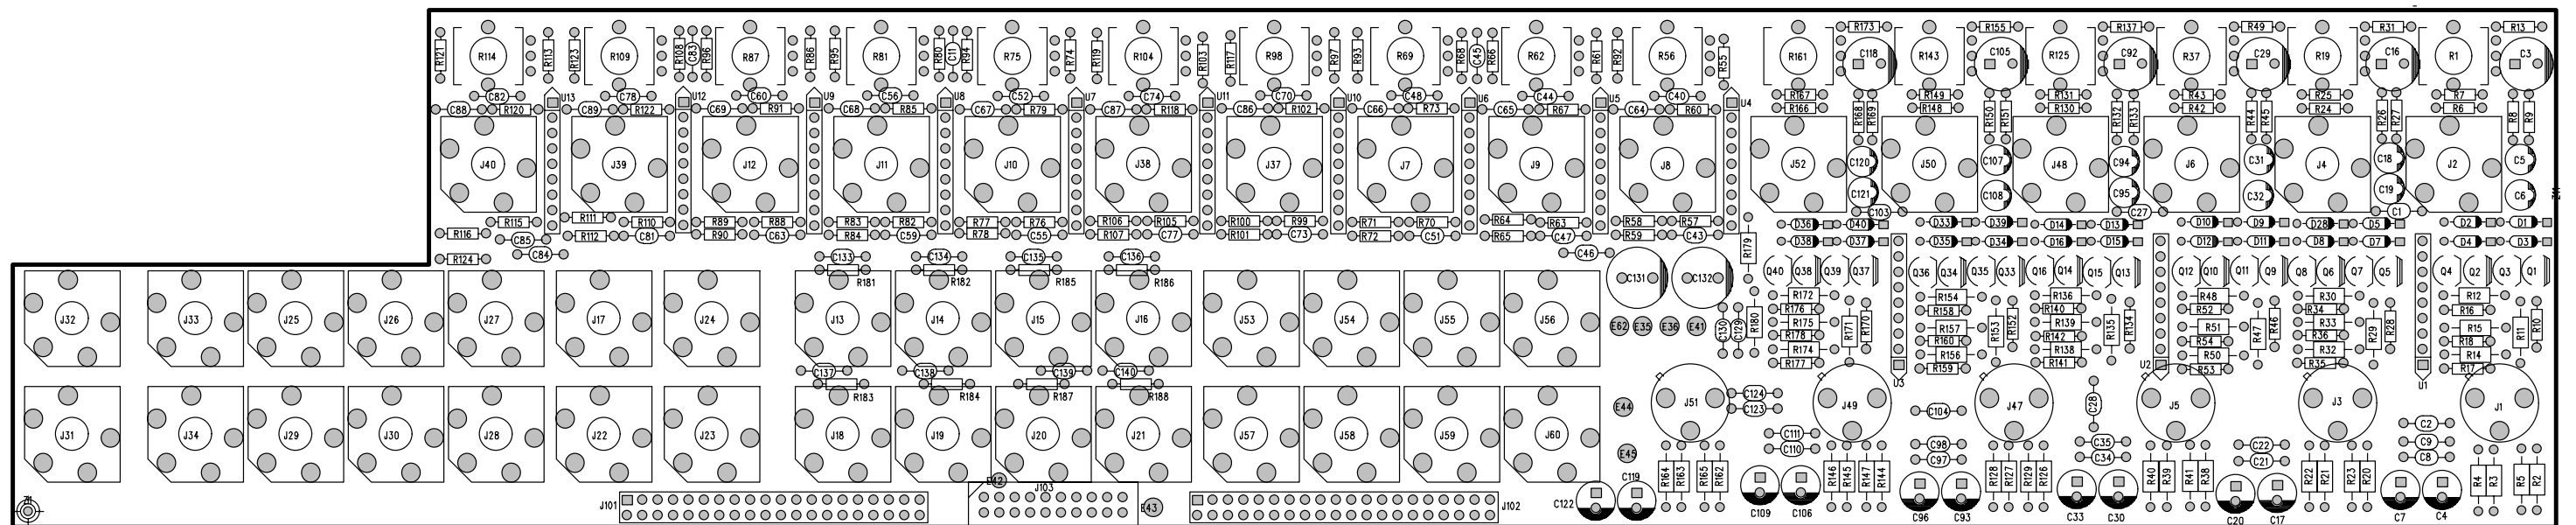 R121 R114 R113 R123 R109 R108 C83 R96 R87 R86 R95 R81 R80 C11 R94 R75 R74 R119 R104 R103 R117 R98 R97 R93 R69 R68 C45 R66 R62 R61 R92 R56 R55 R161 R173 C118 R143 R155 C105 R125 R137 C92 R37 R49 C29 R19 R31 C16 R1 R13 C3
C82 U13 C78 U12 C60 U9 C56 U8 C52 U7 C74 U11 C70 U10 C48 U6 C44 U5 C40 U4 R167 R149 R131 R43 R25 R7
C88 R120 C89 R122 C69 R91 C68 R85 C67 R79 C87 R118 C86 R102 C66 R73 C65 R67 C64 R60 R166 R168 R169 R148 R150 R151 R130 R132 R133 R42 R44 R45 R24 R26 R27 R6 R8 R9
J40 J39 J12 J11 J10 J38 J37 J7 J9 J8 J52 C120 J50 C107 J48 C94 J6 C31 J4 C18 J2 C5
C121 C108 C95 C32 C19 C6
R115 R111 R110 R89 R88 R83 R82 R77 R76 R106 R105 R100 R99 R71 R70 R64 R63 R58 R57 C103 C27 C1
D36 D40 D33 D39 D14 D13 D10 D9 D28 D5 D2 D1
R116 C85 R112 C81 R90 C63 R84 C59 R78 C55 R107 C77 R101 C73 R72 C51 R65 C47 R59 C43 R179 D38 D37 D35 D34 D16 D15 D12 D11 D8 D7 D4 D3
R124 C84 C133 C134 C135 C136 C46
R181 R182 R185 R186 C131 C132 Q40 Q38 Q39 Q37 Q36 Q34 Q35 Q33 Q16 Q14 Q15 Q13 Q12 Q10 Q11 Q9 Q8 Q6 Q7 Q5 Q4 Q2 Q3 Q1
J32 J33 J25 J26 J27 J17 J24 J13 J14 J15 J16 J53 J54 J55 J56 E62 E35 E36 E41 C130 C129 R180
R172 R154 R136 R48 R30 R12
R176 R158 R140 R52 R34 R16
R175 R171 R170 R157 R153 R152 R139 R135 R134 R51 R47 R46 R33 R29 R28 R15 R11 R10
R178 R160 R142 R54 R36 R18
R174 R156 R138 R50 R32 R14
R177 U3 R159 R141 U2 R53 R35 U1 R17
C137 C138 C139 C140
R183 R184 R187 R188
J31 J34 J29 J30 J28 J22 J23 J18 J19 J20 J21 J57 J58 J59 J60 E44 J51 C124 J49 J47 C28 J5 J3 J1
C123 C104 C2
E45 C111 C98 C35 C22 C9
C110 C97 C34 C21 C8
R164 R163 R165 R162 R146 R145 R147 R144 R128 R127 R129 R126 R40 R39 R41 R38 R22 R21 R23 R20 R4 R3 R5 R2
J101 E42 J103 E43 J102 C122 C119 C109 C106 C96 C93 C33 C30 C20 C17 C7 C4